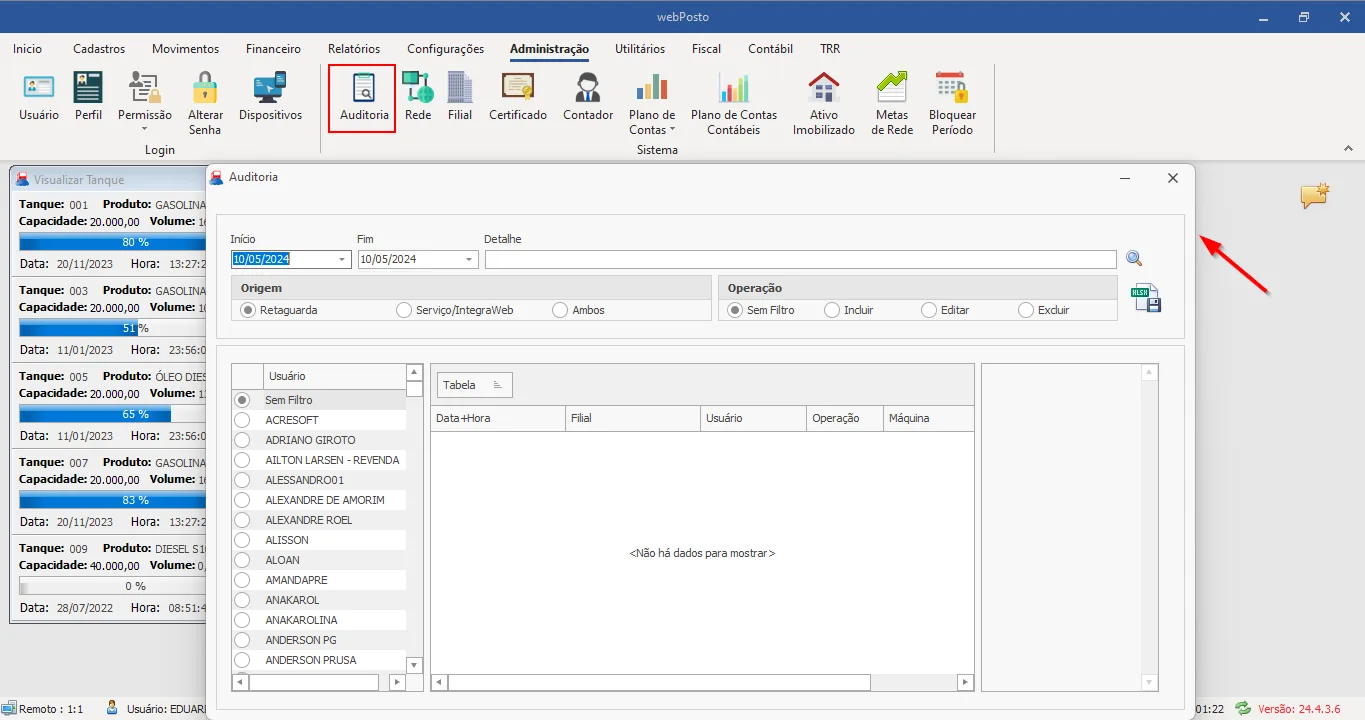 webPosto
Inicio Cadastros Movimentos Financeiro Relatórios Configurações Administração Utilitários Fiscal Contábil TRR
Usuário Perfil Permissão Alterar Senha Dispositivos Auditoria Rede Filial Certificado Contador Plano de Contas Plano de Contas Contábeis Ativo Imobilizado Metas de Rede Bloquear Período
Login Sistema
Visualizar Tanque
Tanque: 001 Produto: GASOLINA
Capacidade: 20.000,00 Volume:
80 %
Data: 20/11/2023 Hora: 13:27:2
Tanque: 003 Produto: GASOLINA
Capacidade: 20.000,00 Volume:
51 %
Data: 11/01/2023 Hora: 23:56:0
Tanque: 005 Produto: ÓLEO DIES
Capacidade: 20.000,00 Volume:
65 %
Data: 11/01/2023 Hora: 23:56:0
Tanque: 007 Produto: GASOLINA
Capacidade: 20.000,00 Volume:
83 %
Data: 20/11/2023 Hora: 13:27:2
Tanque: 009 Produto: DIESEL S10
Capacidade: 40.000,00 Volume: 0,
0 %
Data: 28/07/2022 Hora: 08:51:4
Auditoria
Início Fim Detalhe
10/05/2024 10/05/2024
Origem Operação
Retaguarda Serviço/IntegraWeb Ambos Sem Filtro Incluir Editar Excluir
XLSX
Usuário
Sem Filtro
ACRESOFT
ADRIANO GIROTO
AILTON LARSEN - REVENDA
ALESSANDRO01
ALEXANDRE DE AMORIM
ALEXANDRE ROEL
ALISSON
ALOAN
AMANDAPRE
ANAKAROL
ANAKAROLINA
ANDERSON PG
ANDERSON PRUSA
Tabela
Data+Hora Filial Usuário Operação Máquina
<Não há dados para mostrar>
Remoto : 1:1 Usuário: EDUAR 01:22 Versão: 24.4.3.6